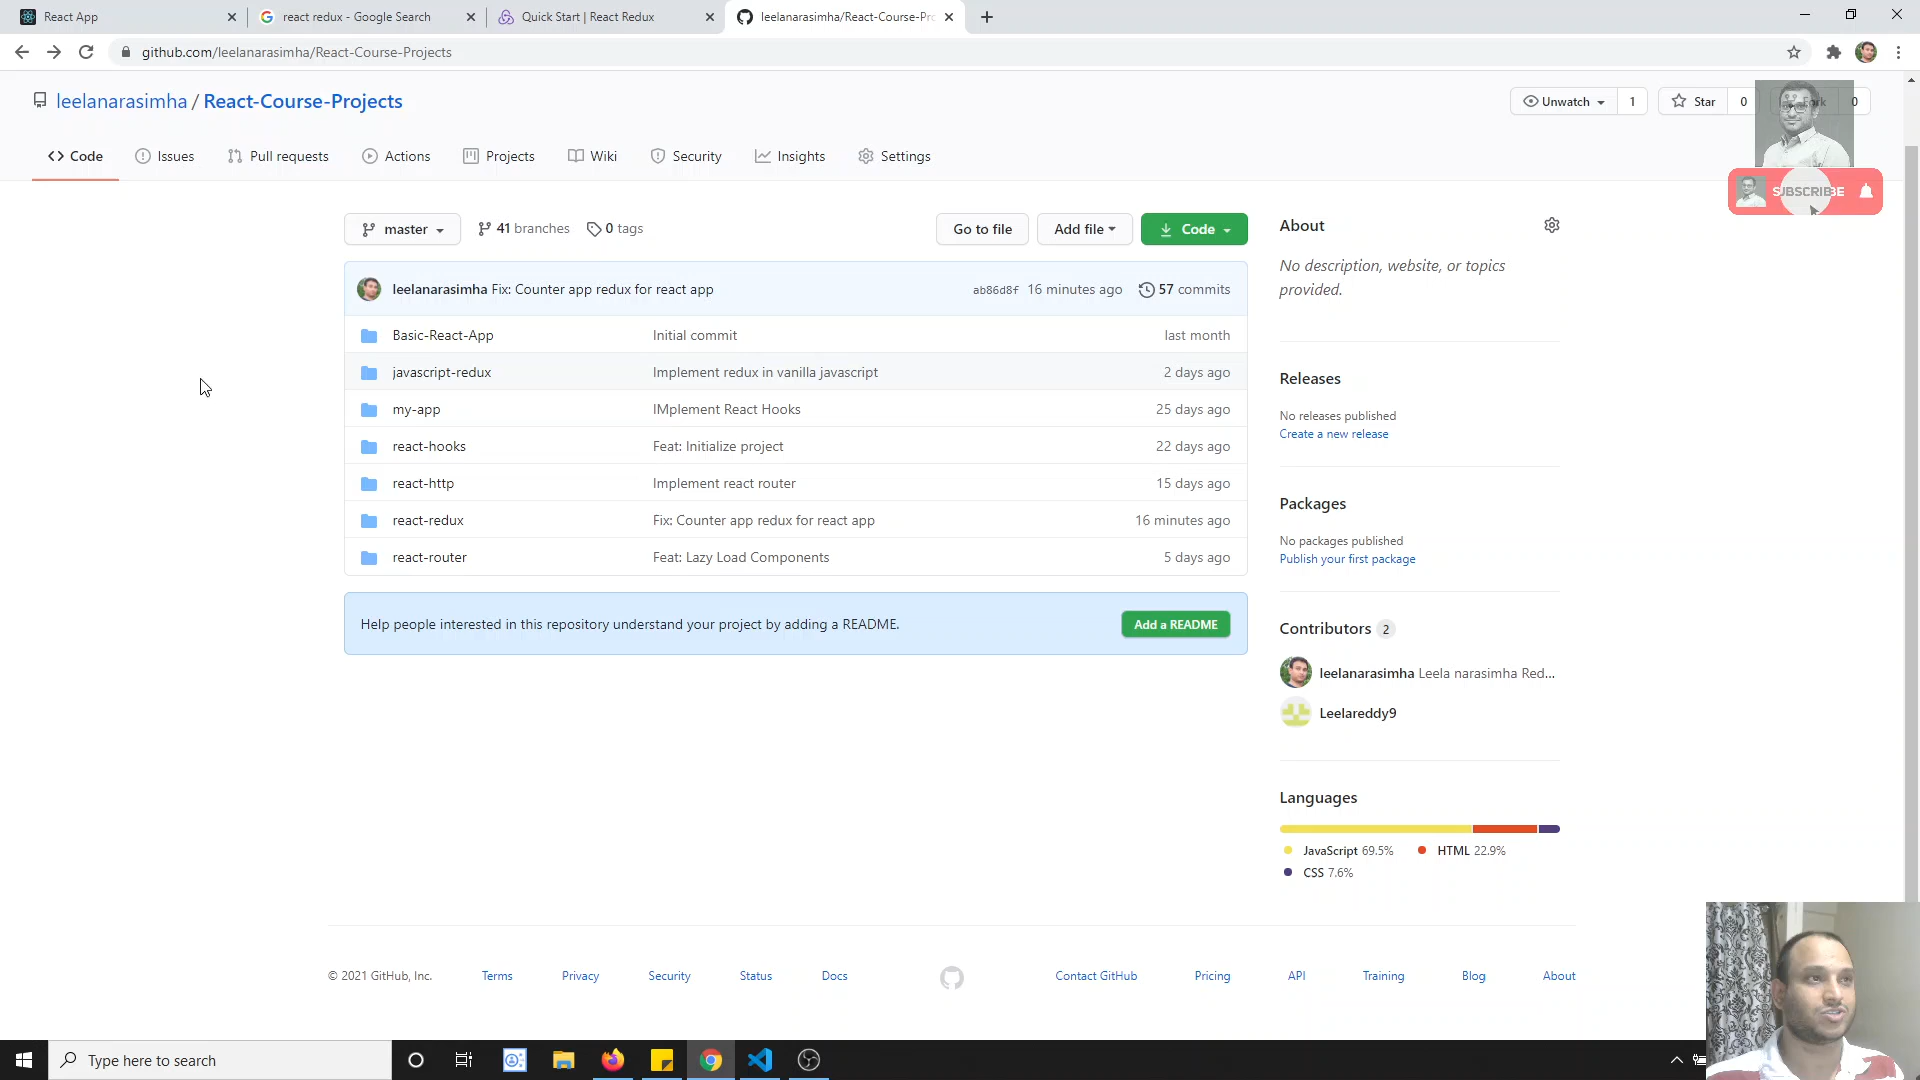 React App
react redux - Google Search
Quick Start | React Redux
leelanarasimha/React-Course-Pro
github.com/leelanarasimha/React-Course-Projects
leelanarasimha / React-Course-Projects
Unwatch 1
Star 0
0
Code
Issues
Pull requests
Actions
Projects
Wiki
Security
Insights
Settings
SUBSCRIBE
master
41 branches
0 tags
Go to file
Add file
Code
leelanarasimha Fix: Counter app redux for react app ab86d8f 16 minutes ago 57 commits
Basic-React-App Initial commit last month
javascript-redux Implement redux in vanilla javascript 2 days ago
my-app IMplement React Hooks 25 days ago
react-hooks Feat: Initialize project 22 days ago
react-http Implement react router 15 days ago
react-redux Fix: Counter app redux for react app 16 minutes ago
react-router Feat: Lazy Load Components 5 days ago
Help people interested in this repository understand your project by adding a README.
Add a README
About
No description, website, or topics
provided.
Releases
No releases published
Create a new release
Packages
No packages published
Publish your first package
Contributors 2
leelanarasimha Leela narasimha Red...
Leelareddy9
Languages
JavaScript 69.5% HTML 22.9%
CSS 7.6%
© 2021 GitHub, Inc. Terms Privacy Security Status Docs Contact GitHub Pricing API Training Blog About
Type here to search